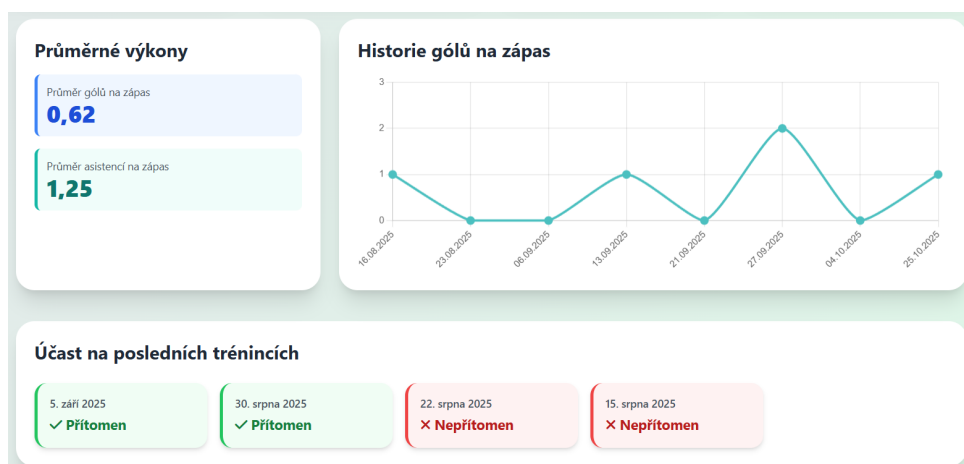 Průměrné výkony
Průměr gólů na zápas
0,62
Průměr asistencí na zápas
1,25
Historie gólů na zápas
3
2
1
0
16.08.2025
23.08.2025
06.09.2025
13.09.2025
21.09.2025
27.09.2025
04.10.2025
25.10.2025
Účast na posledních trénincích
5. září 2025
✓ Přítomen
30. srpna 2025
✓ Přítomen
22. srpna 2025
✕ Nepřítomen
15. srpna 2025
✕ Nepřítomen